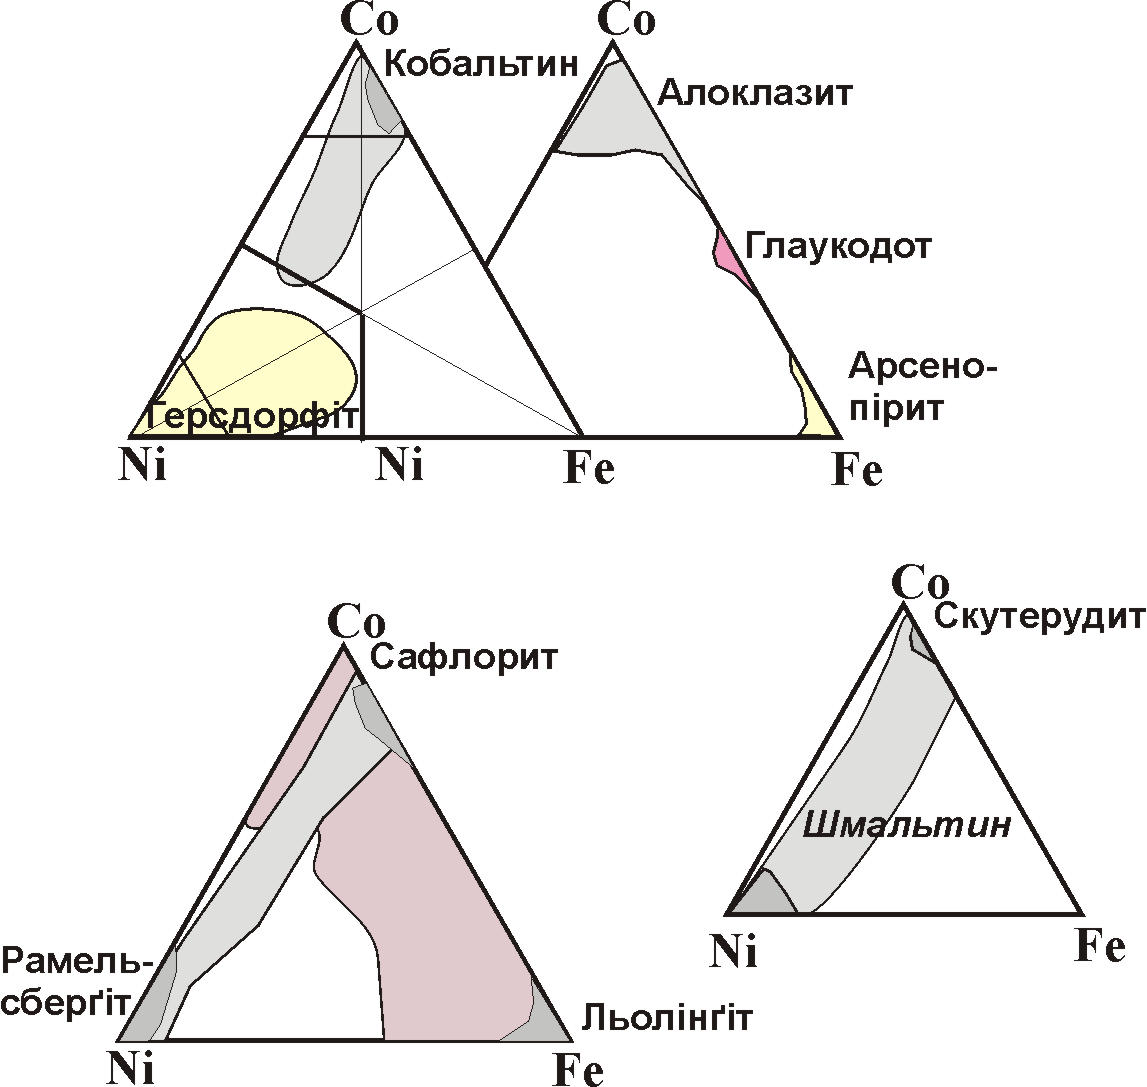 Co
Co
Кобальтин
Алоклазит
Глаукодот
Арсено-
пірит
Герсдорфіт
Ni
Ni
Fe
Fe
Co
Скутерудит
Co
Сафлорит
Шмальтин
Рамель-
сберґіт
Ni
Fe
Льолінґіт
Ni
Fe